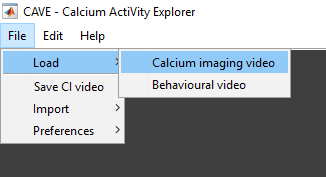 CAVE - Calcium ActiVity Explorer
File Edit Help
Load
Calcium imaging video
Save CI video
Behavioural video
Import
Preferences